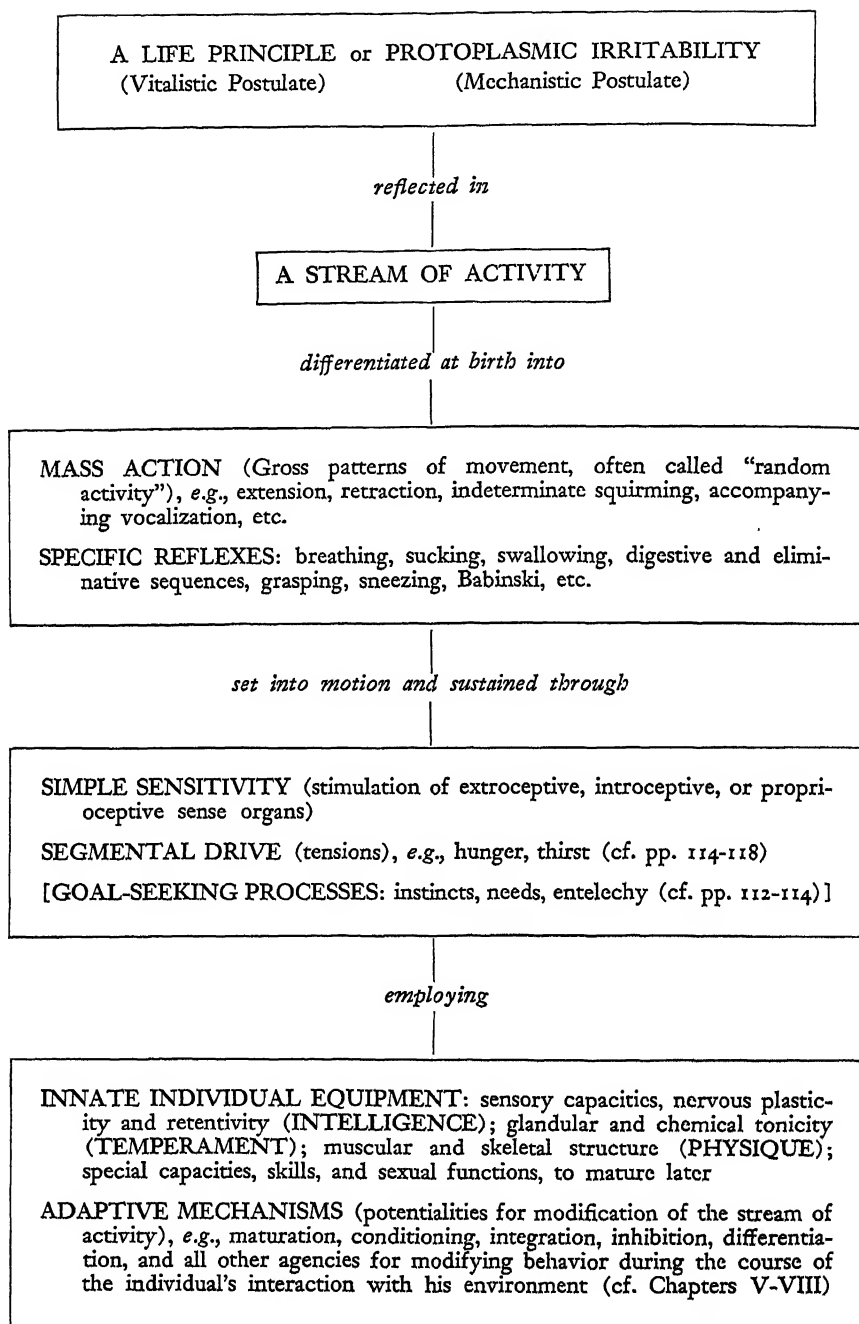 A LIFE PRINCIPLE or PROTOPLASMIC IRRITABILITY
(Vitalistic Postulate) (Mechanistic Postulate)
reflected in
A STREAM OF ACTIVITY
differentiated at birth into
MASS ACTION (Gross patterns of movement, often called “random
activity”), e.g., extension, retraction, indeterminate squirming, accompany-
ing vocalization, etc.
SPECIFIC REFLEXES: breathing, sucking, swallowing, digestive and elimi-
native sequences, grasping, sneezing, Babinski, etc.
set into motion and sustained through
SIMPLE SENSITIVITY (stimulation of extroceptive, introceptive, or propri-
oceptive sense organs)
SEGMENTAL DRIVE (tensions), e.g., hunger, thirst (cf. pp. 114-118)
[GOAL-SEEKING PROCESSES: instincts, needs, entelechy (cf. pp. 112-114)]
employing
INNATE INDIVIDUAL EQUIPMENT: sensory capacities, nervous plastic-
ity and retentivity (INTELLIGENCE); glandular and chemical tonicity
(TEMPERAMENT); muscular and skeletal structure (PHYSIQUE);
special capacities, skills, and sexual functions, to mature later
ADAPTIVE MECHANISMS (potentialities for modification of the stream of
activity), e.g., maturation, conditioning, integration, inhibition, differentia-
tion, and all other agencies for modifying behavior during the course of
the individual’s interaction with his environment (cf. Chapters V-VIII)